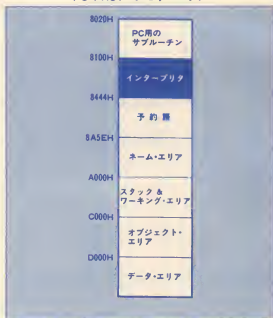 8020H
PC用の
サブルーチン
8100H
インタープリタ
8444H
予約語
8A5EH
ネーム・エリア
A000H
スタック &
ワーキング・エリア
C000H
オブジェクト・
エリア
D000H
データ・エリア